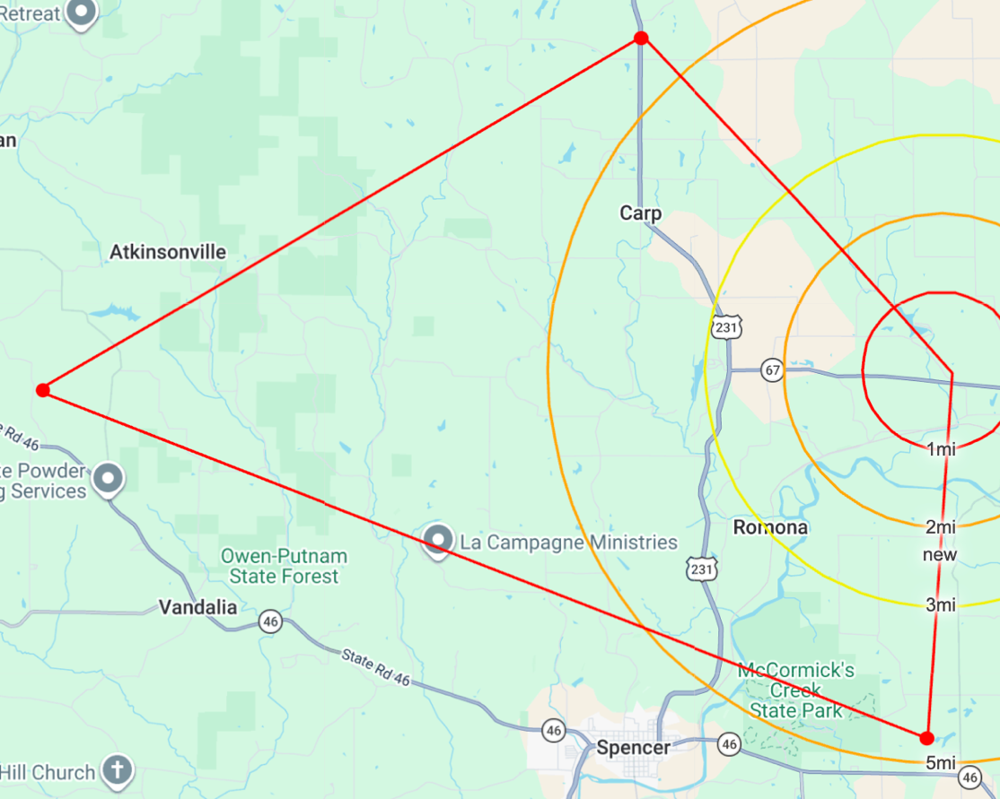 Retreat
an
Carp
Atkinsonville
231
67
e Rd 46
te Powder
g Services
1mi
2mi
Romona
La Campagne Ministries
new
Owen-Putnam
State Forest
231
3mi
Vandalia
46
State Rd 46
McCormick's
Creek
State Park
46
Spencer
46
5mi
Hill Church
46